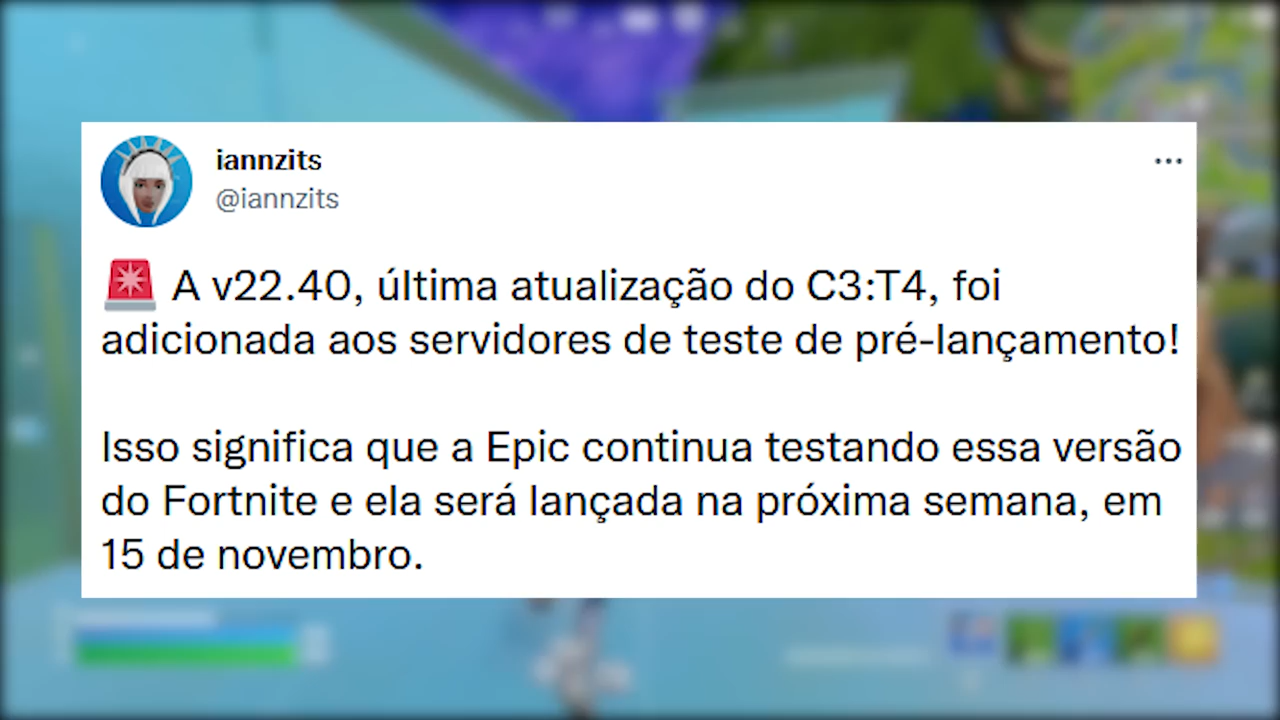 iannzits
@iannzits
🚨 A v22.40, última atualização do C3:T4, foi
adicionada aos servidores de teste de pré-lançamento!
Isso significa que a Epic continua testando essa versão
do Fortnite e ela será lançada na próxima semana, em
15 de novembro.